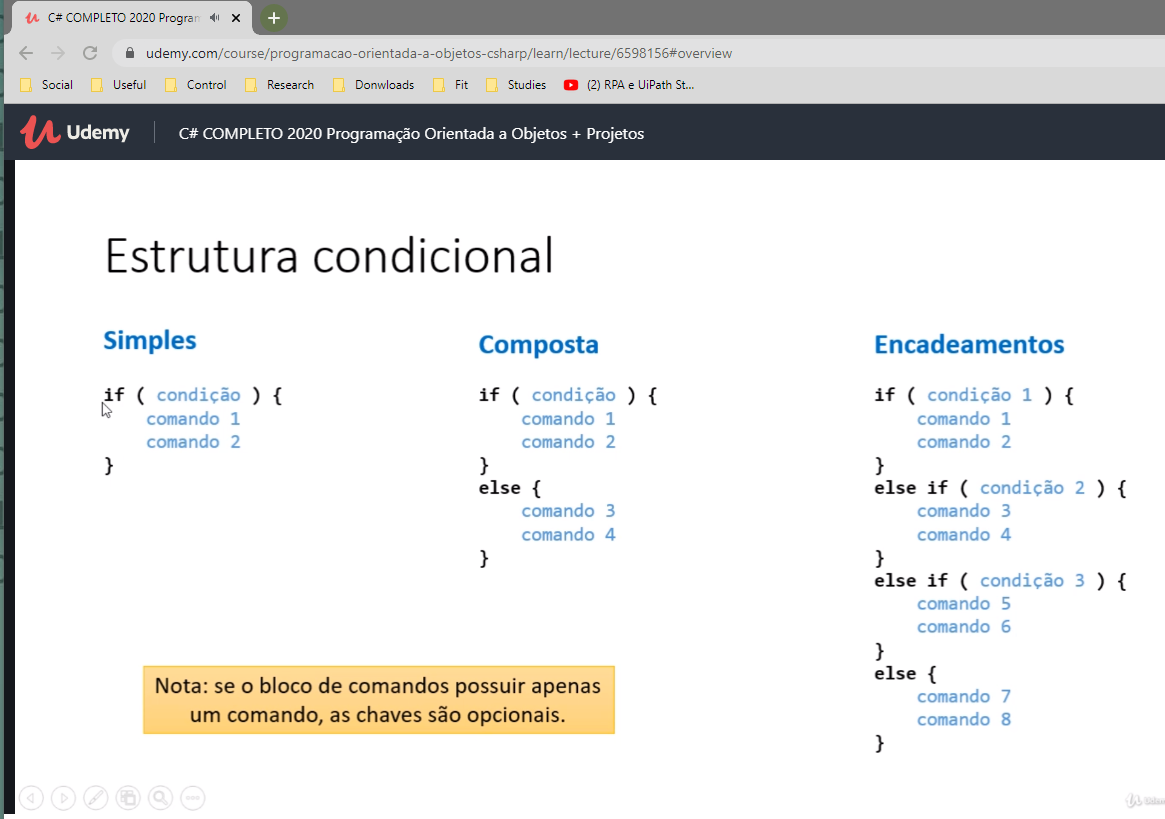 C# COMPLETO 2020 Program
udemy.com/course/programacao-orientada-a-objetos-csharp/learn/lecture/6598156#overview
Social Useful Control Research Donwloads Fit Studies (2) RPA e UiPath St...
Udemy C# COMPLETO 2020 Programação Orientada a Objetos + Projetos
Estrutura condicional
Simples
if ( condição ) {
comando 1
comando 2
}
Composta
if ( condição ) {
comando 1
comando 2
}
else {
comando 3
comando 4
}
Encadeamentos
if ( condição 1 ) {
comando 1
comando 2
}
else if ( condição 2 ) {
comando 3
comando 4
}
else if ( condição 3 ) {
comando 5
comando 6
}
else {
comando 7
comando 8
}
Nota: se o bloco de comandos possuir apenas
um comando, as chaves são opcionais.